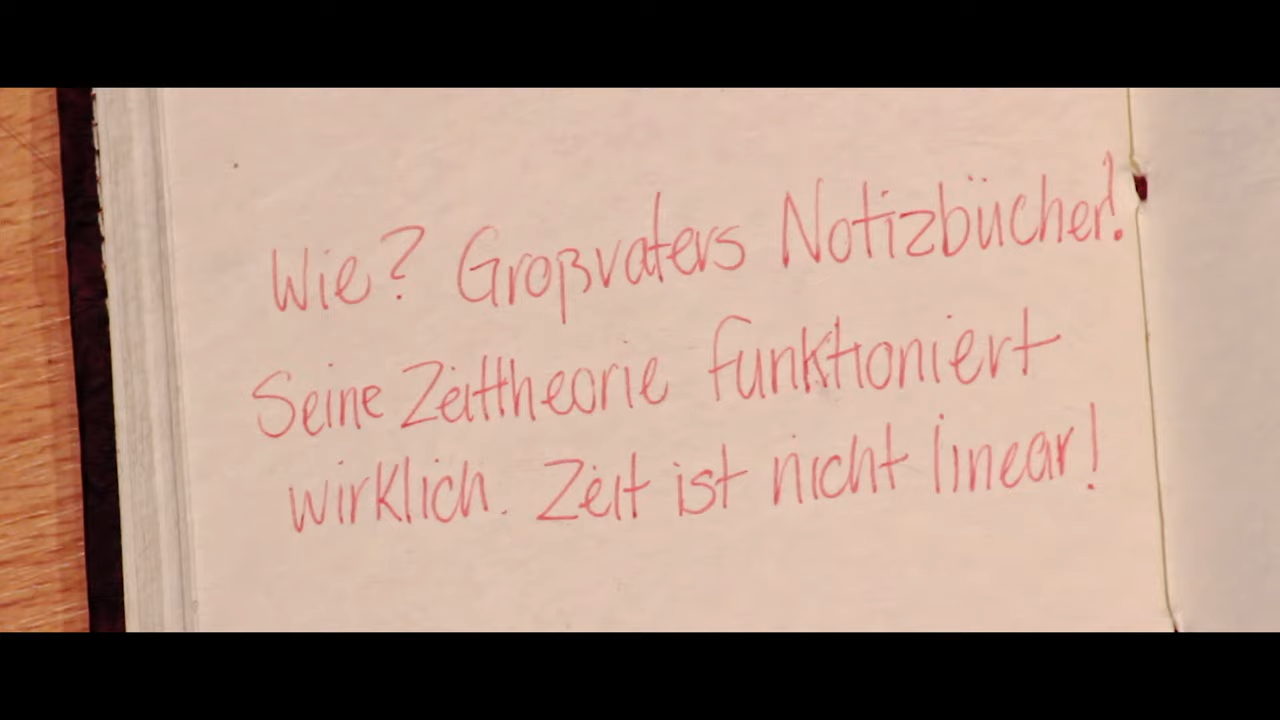 Wie? Großvaters Notizbücher!
Seine Zeittheorie funktioniert
wirklich. Zeit ist nicht linear!